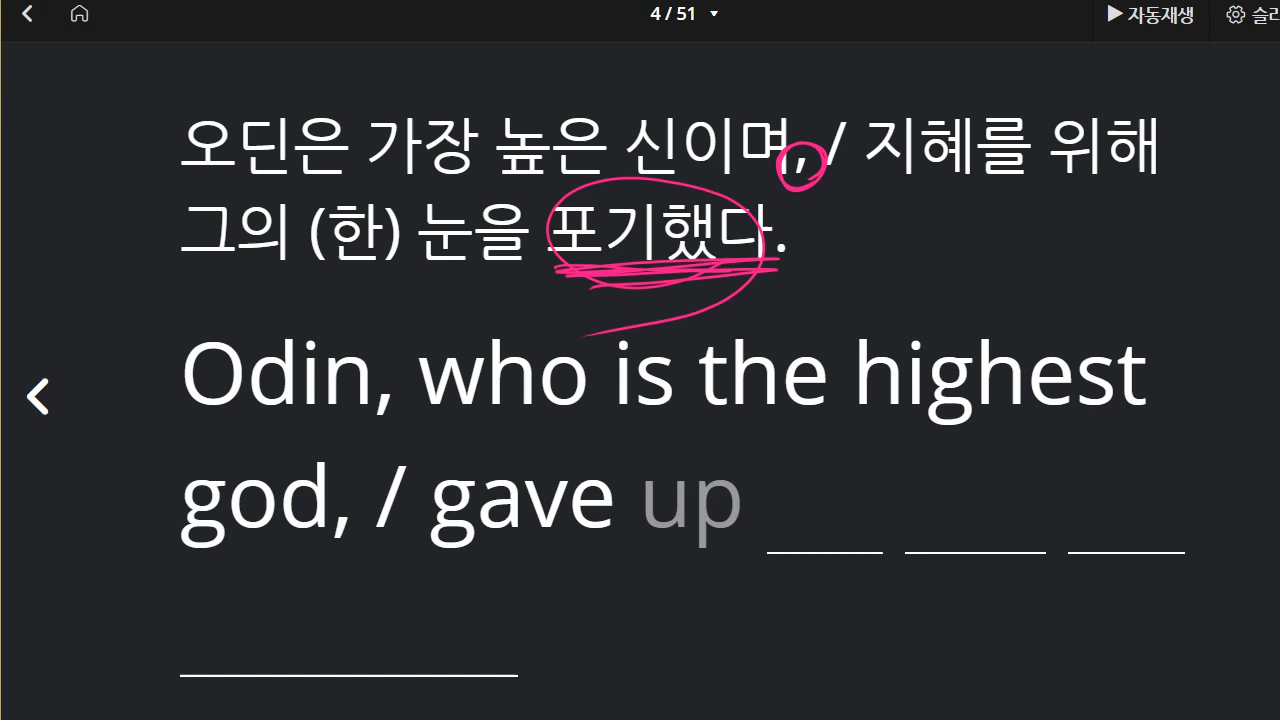 4 / 51
자동재생
오딘은 가장 높은 신이며, / 지혜를 위해
그의 (한) 눈을 포기했다.
Odin, who is the highest
god, / gave up